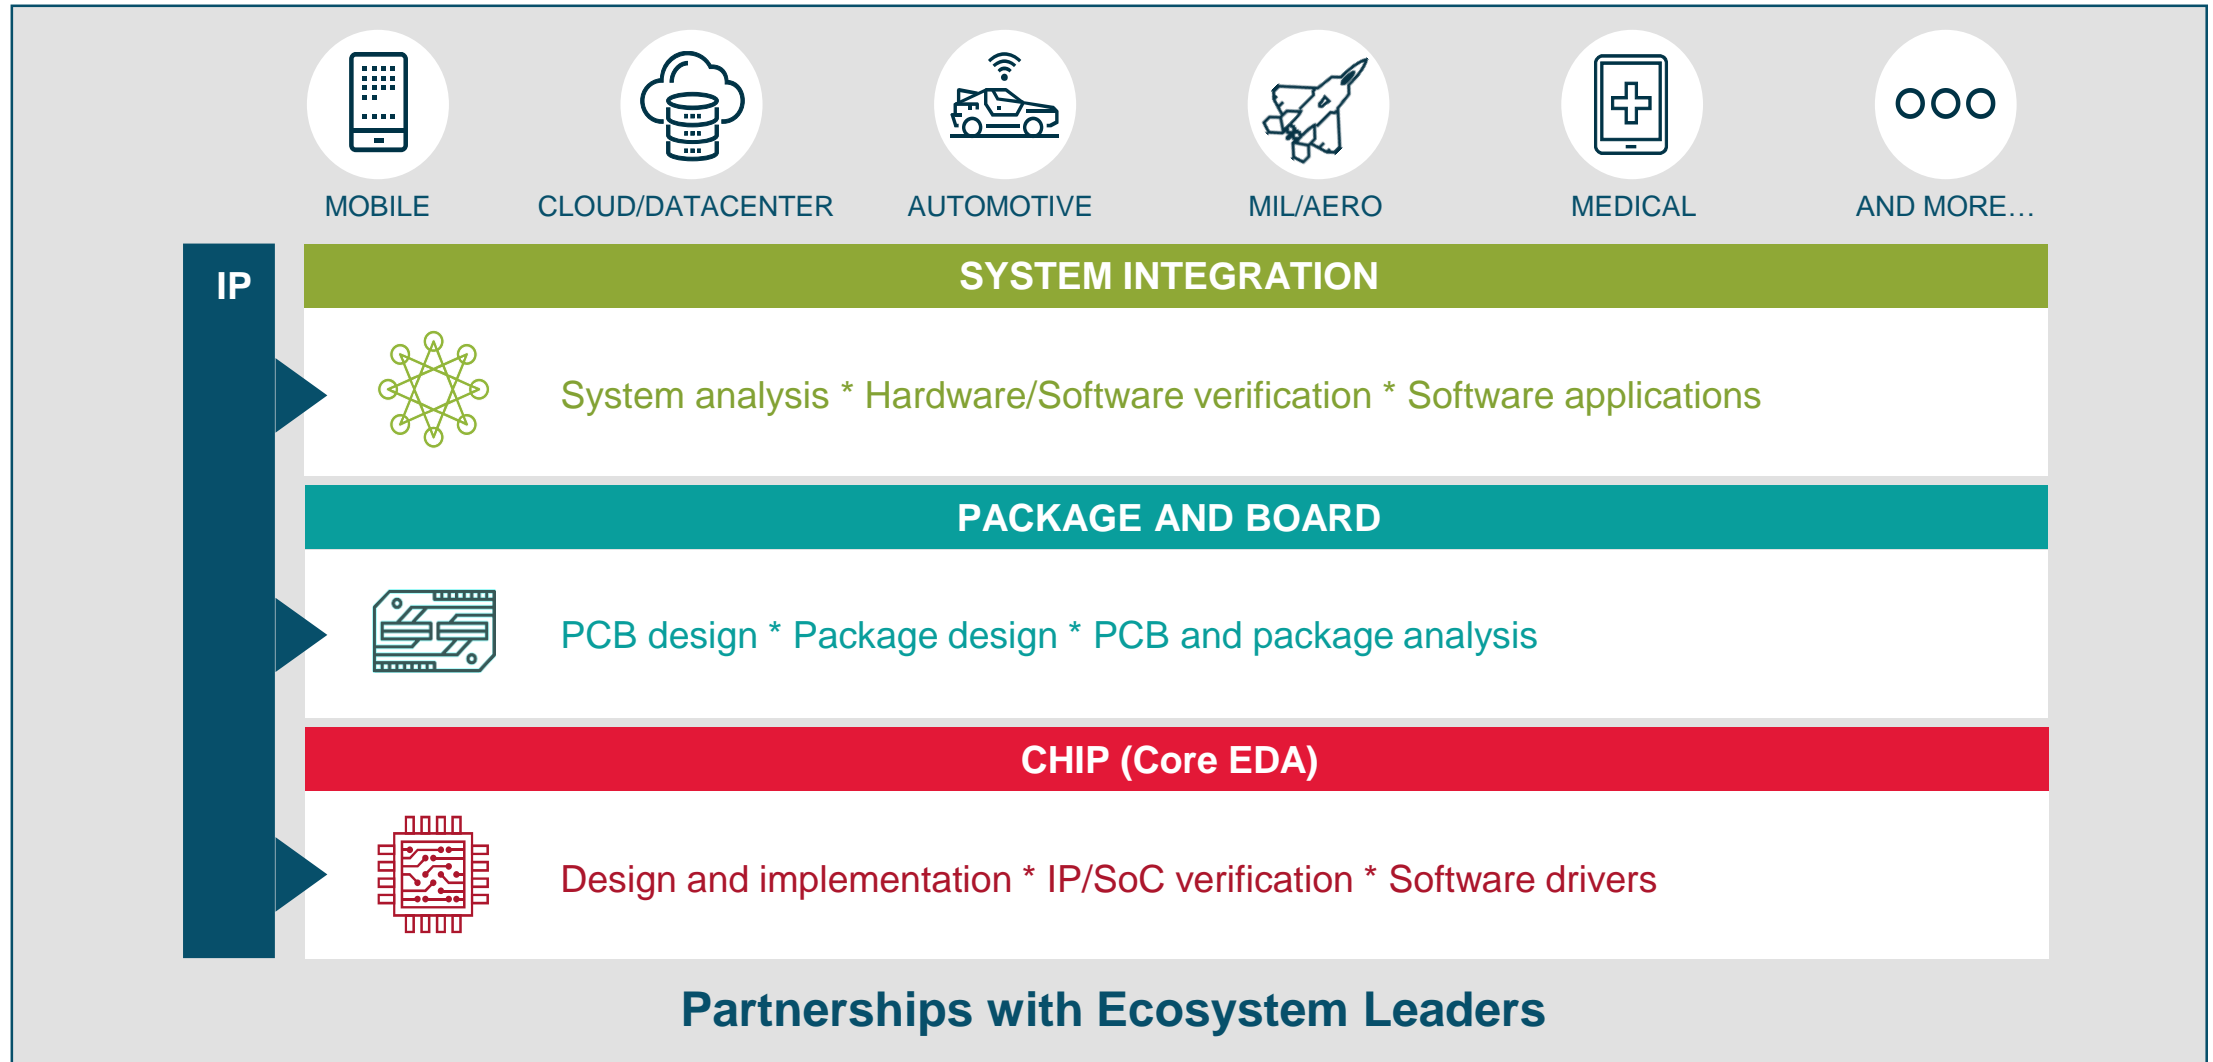 MOBILE
CLOUD/DATACENTER
AUTOMOTIVE
MIL/AERO
MEDICAL
AND MORE…
IP
SYSTEM INTEGRATION
System analysis * Hardware/Software verification * Software applications
PACKAGE AND BOARD
PCB design * Package design * PCB and package analysis
CHIP (Core EDA)
Design and implementation * IP/SoC verification * Software drivers
Partnerships with Ecosystem Leaders